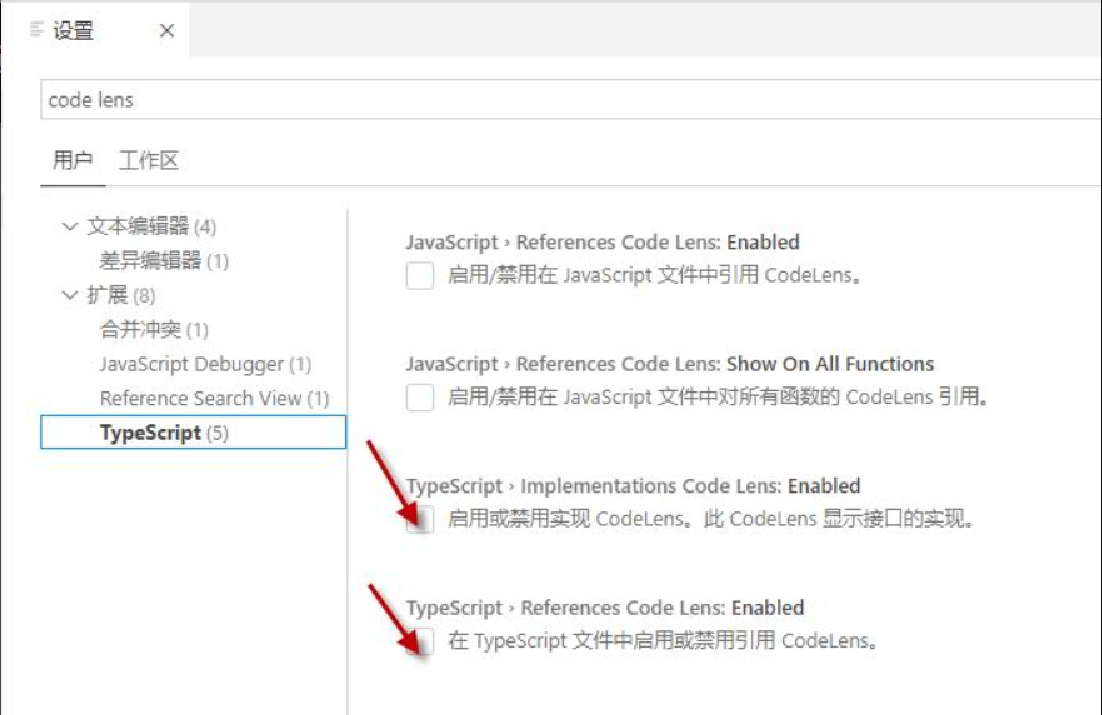 设置
code lens
用户 工作区
文本编辑器 (4)
差异编辑器 (1)
扩展 (8)
合并冲突 (1)
JavaScript Debugger (1)
Reference Search View (1)
TypeScript (5)
JavaScript › References Code Lens: Enabled
启用/禁用在 JavaScript 文件中引用 CodeLens。
JavaScript › References Code Lens: Show On All Functions
启用/禁用在 JavaScript 文件中对所有函数的 CodeLens 引用。
TypeScript › Implementations Code Lens: Enabled
启用或禁用实现 CodeLens。此 CodeLens 显示接口的实现。
TypeScript › References Code Lens: Enabled
在 TypeScript 文件中启用或禁用引用 CodeLens。